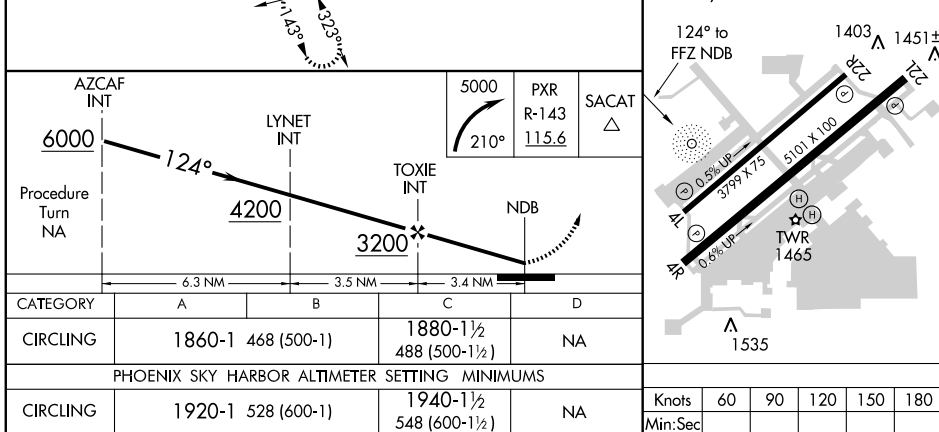 143°
323°
AZCAF
INT
6000
124°
LYNET
INT
4200
TOXIE
INT
3200
NDB
Procedure
Turn
NA
5000
210°
PXR
R-143
115.6
SACAT
6.3 NM
3.5 NM
3.4 NM
CATEGORY A B C D
CIRCLING 1860-1 468 (500-1) 1880-1½ 488 (500-1½) NA
PHOENIX SKY HARBOR ALTIMETER SETTING MINIMUMS
CIRCLING 1920-1 528 (600-1) 1940-1½ 548 (600-1½) NA
124° to
FFZ NDB
1403
1451±
22R
22L
P
P
0.5% UP
3799 X 75
5101 X 100
P
4L
P
0.6% UP
4R
H
H
TWR
1465
1535
Knots 60 90 120 150 180
Min:Sec